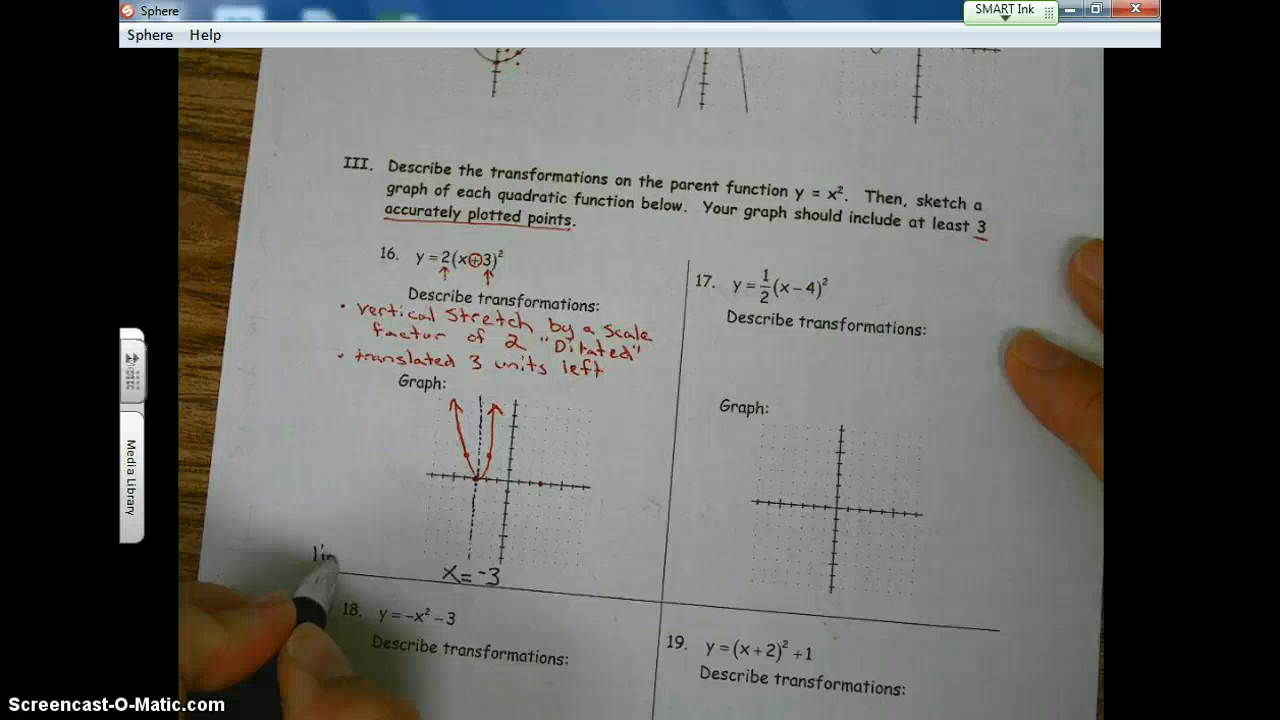 Sphere
SMART Ink
Sphere Help
III. Describe the transformations on the parent function y = x². Then, sketch a
graph of each quadratic function below. Your graph should include at least 3
accurately plotted points.
16. y = 2(x+3)²
Describe transformations:
• vertical stretch by a scale
factor of 2 "Dilated"
• translated 3 units left
Graph:
x = -3
lin
17. y = 1/2(x − 4)²
Describe transformations:
Graph:
18. y = −x² − 3
Describe transformations:
19. y = (x + 2)² + 1
Describe transformations:
Media Library
Screencast-O-Matic.com